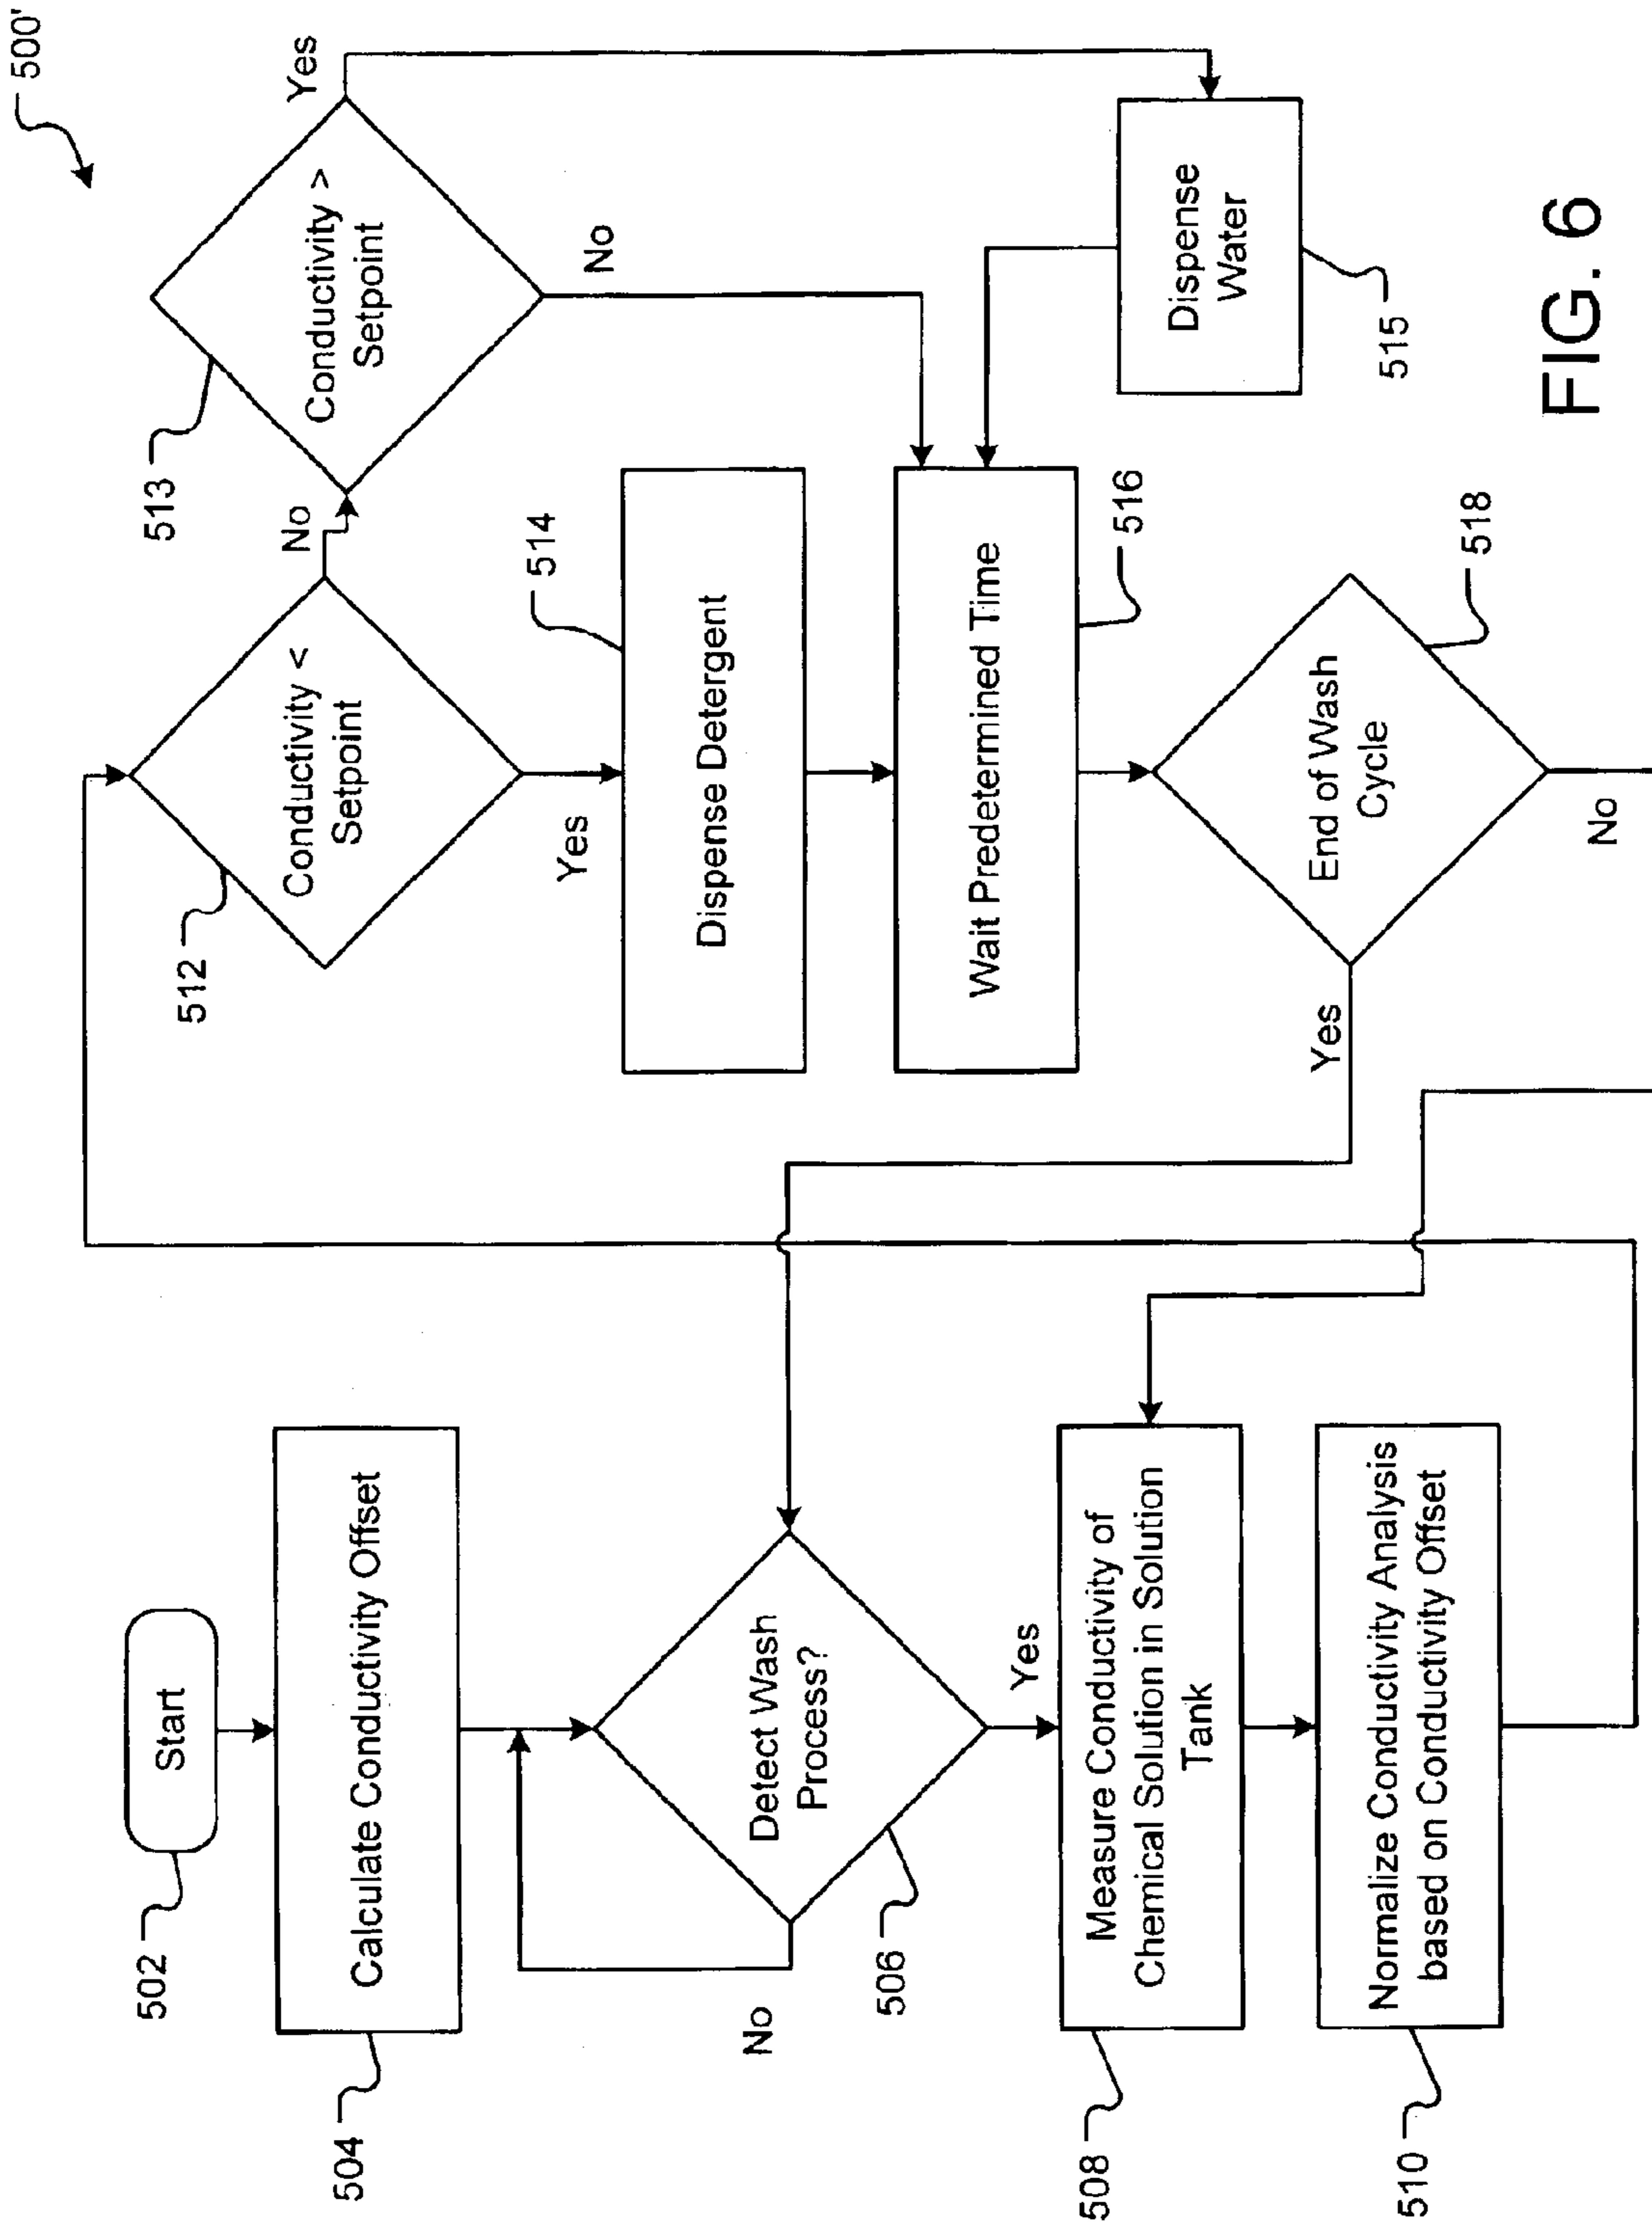 500'
502
Start
504
Calculate Conductivity Offset
Detect Wash
Process?
506
No
Yes
508
Measure Conductivity of
Chemical Solution in Solution
Tank
510
Normalize Conductivity Analysis
based on Conductivity Offset
512
Conductivity <
Setpoint
No
Yes
513
Conductivity >
Setpoint
Yes
No
514
Dispense Detergent
Dispense
Water
515
Wait Predetermined Time
516
End of Wash
Cycle
518
Yes
No
FIG. 6